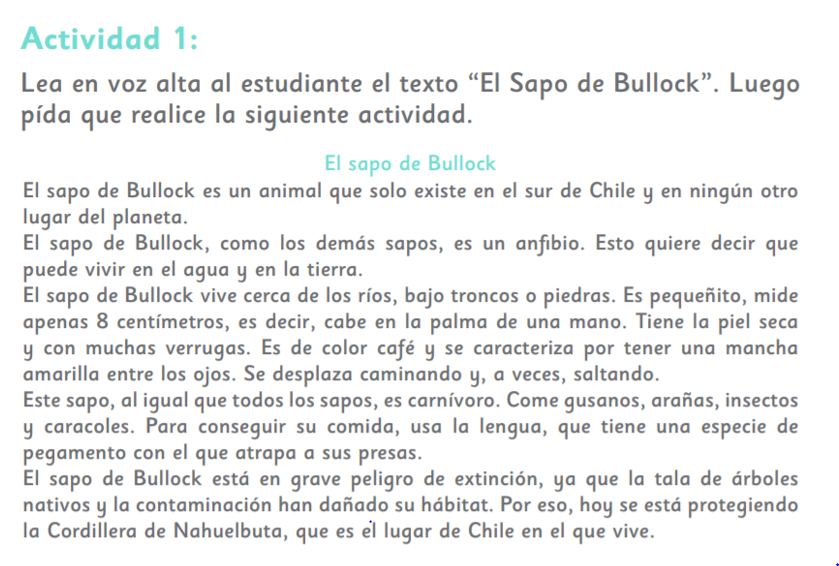 Actividad 1:
Lea en voz alta al estudiante el texto “El Sapo de Bullock”. Luego
pída que realice la siguiente actividad.
El sapo de Bullock
El sapo de Bullock es un animal que solo existe en el sur de Chile y en ningún otro
lugar del planeta.
El sapo de Bullock, como los demás sapos, es un anfibio. Esto quiere decir que
puede vivir en el agua y en la tierra.
El sapo de Bullock vive cerca de los ríos, bajo troncos o piedras. Es pequeñito, mide
apenas 8 centímetros, es decir, cabe en la palma de una mano. Tiene la piel seca
y con muchas verrugas. Es de color café y se caracteriza por tener una mancha
amarilla entre los ojos. Se desplaza caminando y, a veces, saltando.
Este sapo, al igual que todos los sapos, es carnívoro. Come gusanos, arañas, insectos
y caracoles. Para conseguir su comida, usa la lengua, que tiene una especie de
pegamento con el que atrapa a sus presas.
El sapo de Bullock está en grave peligro de extinción, ya que la tala de árboles
nativos y la contaminación han dañado su hábitat. Por eso, hoy se está protegiendo
la Cordillera de Nahuelbuta, que es el lugar de Chile en el que vive.